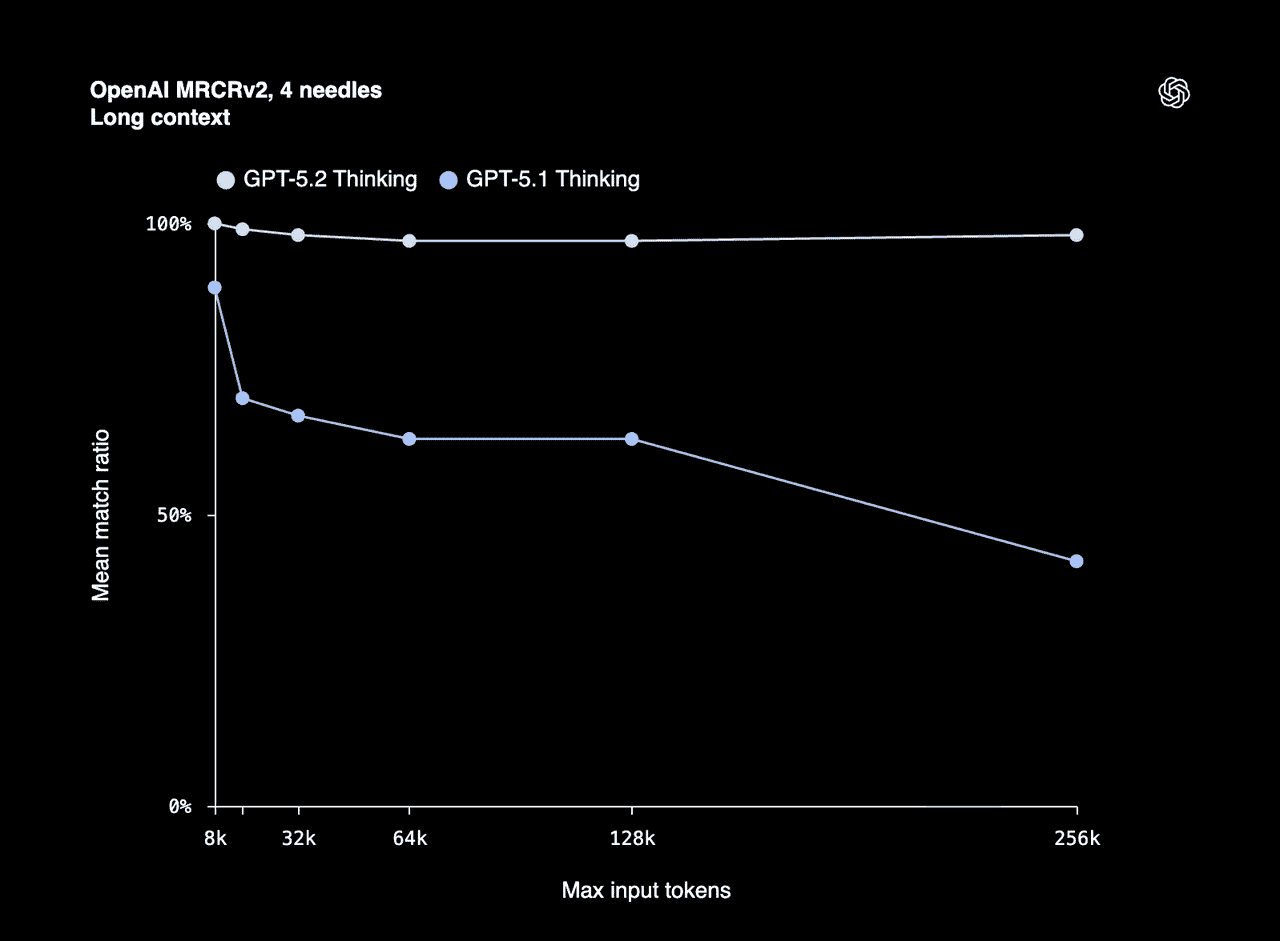 OpenAI MRCRv2, 4 needles
Long context
GPT-5.2 Thinking GPT-5.1 Thinking
100%
50%
0%
Mean match ratio
8k 32k 64k 128k 256k
Max input tokens